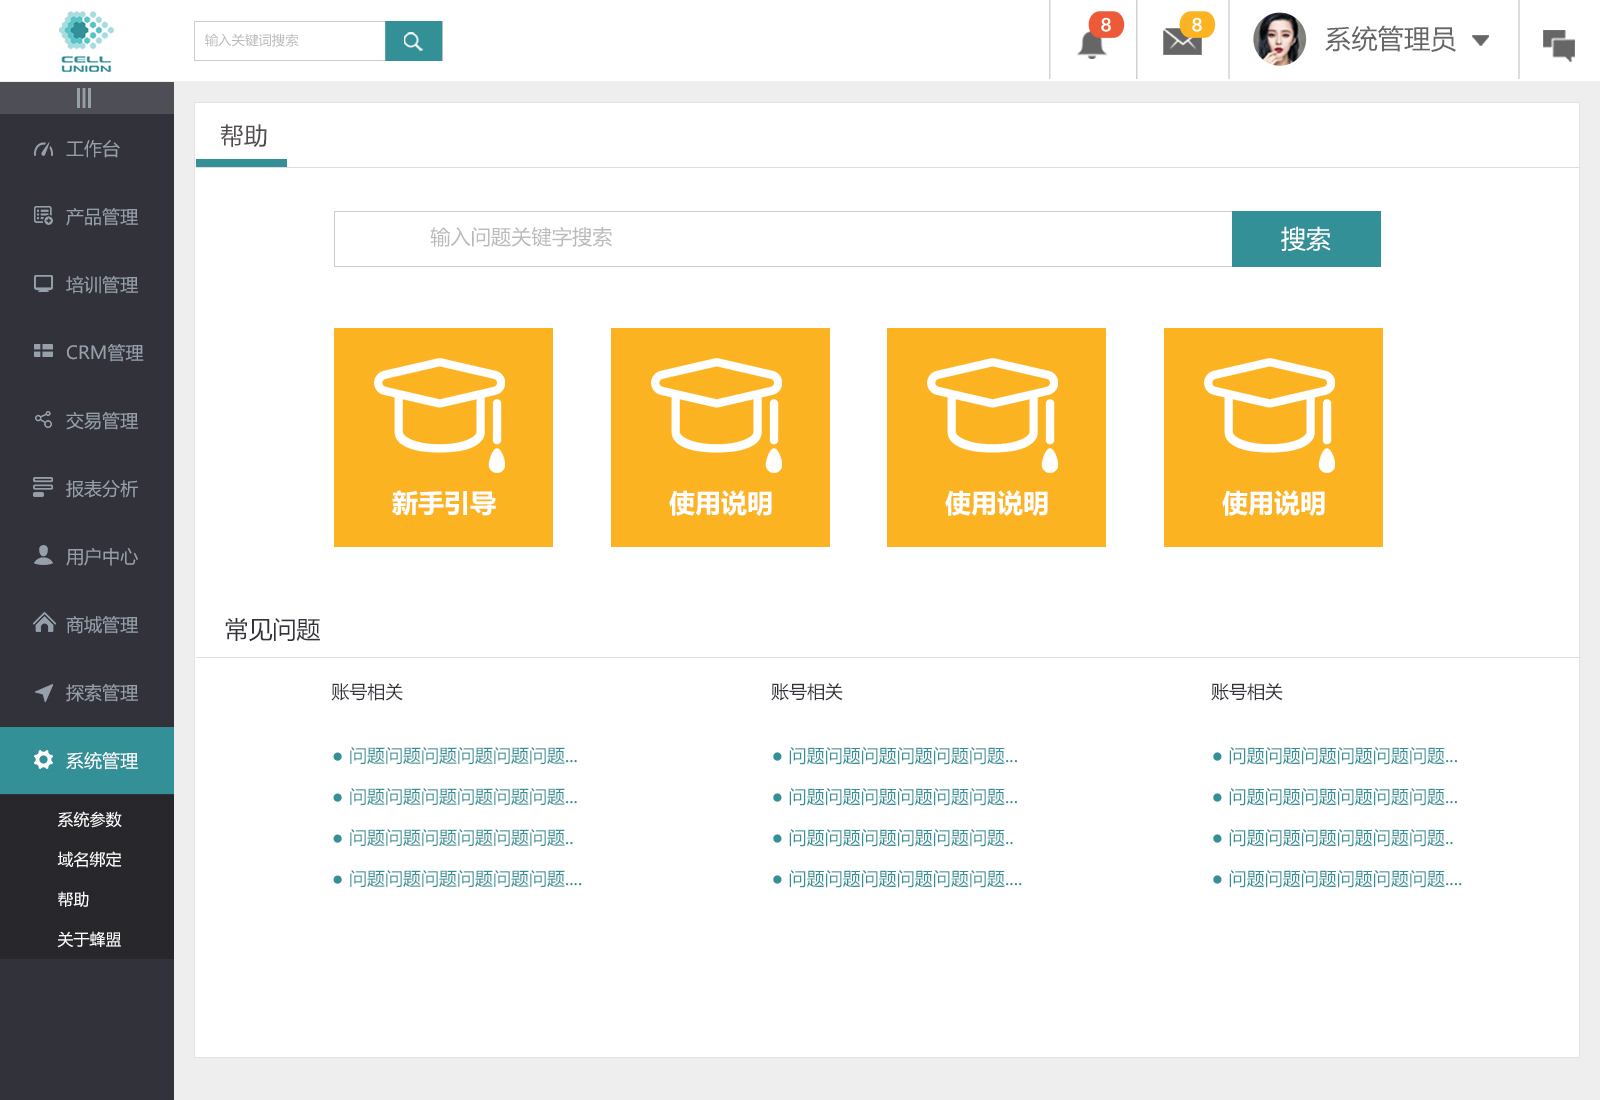 CELL
UNION
输入关键词搜索
8
8
系统管理员
工作台
产品管理
培训管理
CRM管理
交易管理
报表分析
用户中心
商城管理
探索管理
系统管理
系统参数
域名绑定
帮助
关于蜂盟
帮助
输入问题关键字搜索
搜索
新手引导
使用说明
使用说明
使用说明
常见问题
账号相关
问题问题问题问题问题问题...
问题问题问题问题问题问题...
问题问题问题问题问题问题..
问题问题问题问题问题问题....
账号相关
问题问题问题问题问题问题...
问题问题问题问题问题问题...
问题问题问题问题问题问题..
问题问题问题问题问题问题....
账号相关
问题问题问题问题问题问题...
问题问题问题问题问题问题...
问题问题问题问题问题问题..
问题问题问题问题问题问题....